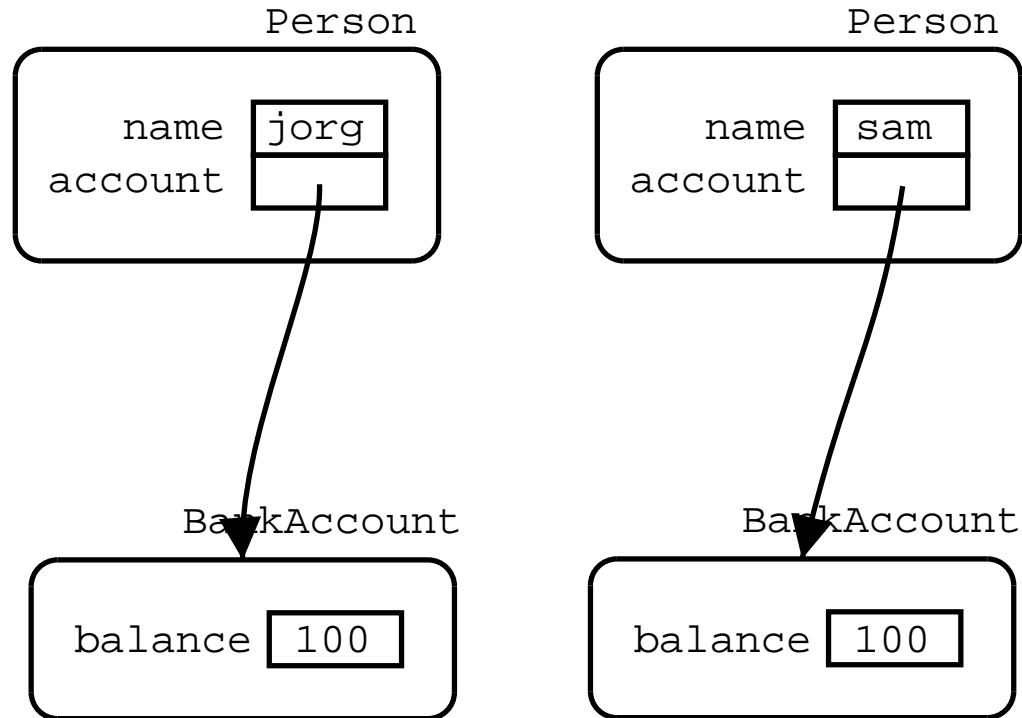 Person
name jorg
account
BankAccount
balance 100
Person
name sam
account
BankAccount
balance 100